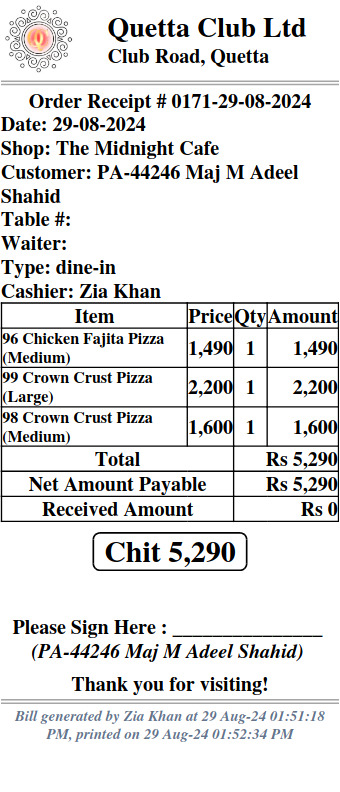 Quetta Club Ltd
Club Road, Quetta
Order Receipt # 0171-29-08-2024
Date: 29-08-2024
Shop: The Midnight Cafe
Customer: PA-44246 Maj M Adeel
Shahid
Table #:
Waiter:
Type: dine-in
Cashier: Zia Khan
Item Price Qty Amount
96 Chicken Fajita Pizza
(Medium) 1,490 1 1,490
99 Crown Crust Pizza
(Large) 2,200 1 2,200
98 Crown Crust Pizza
(Medium) 1,600 1 1,600
Total Rs 5,290
Net Amount Payable Rs 5,290
Received Amount Rs 0
Chit 5,290
Please Sign Here : _______________
(PA-44246 Maj M Adeel Shahid)
Thank you for visiting!
Bill generated by Zia Khan at 29 Aug-24 01:51:18
PM, printed on 29 Aug-24 01:52:34 PM